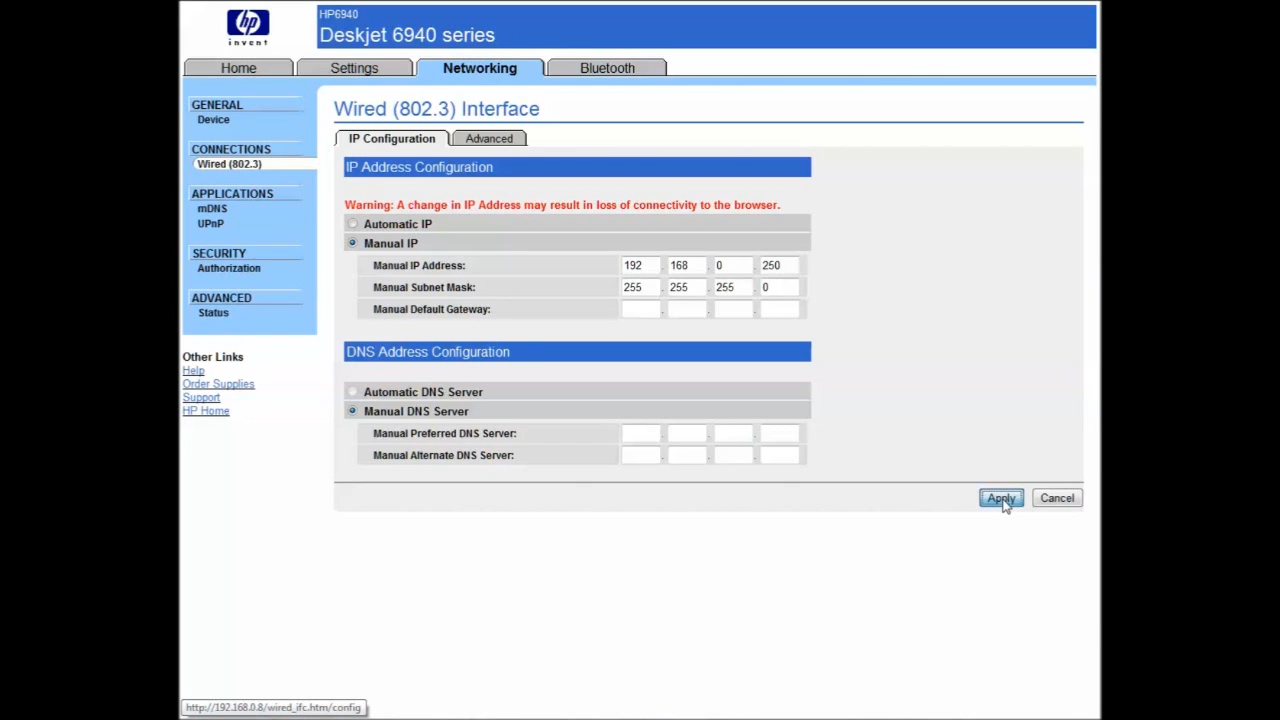 hp
invent
HP6940
Deskjet 6940 series
Home Settings Networking Bluetooth
GENERAL
Device
CONNECTIONS
Wired (802.3)
APPLICATIONS
mDNS
UPnP
SECURITY
Authorization
ADVANCED
Status
Other Links
Help
Order Supplies
Support
HP Home
Wired (802.3) Interface
IP Configuration Advanced
IP Address Configuration
Warning: A change in IP Address may result in loss of connectivity to the browser.
Automatic IP
Manual IP
Manual IP Address: 192 . 168 . 0 . 250
Manual Subnet Mask: 255 . 255 . 255 . 0
Manual Default Gateway: . . .
DNS Address Configuration
Automatic DNS Server
Manual DNS Server
Manual Preferred DNS Server: . . .
Manual Alternate DNS Server: . . .
Apply Cancel
http://192.168.0.8/wired_ifc.htm/config